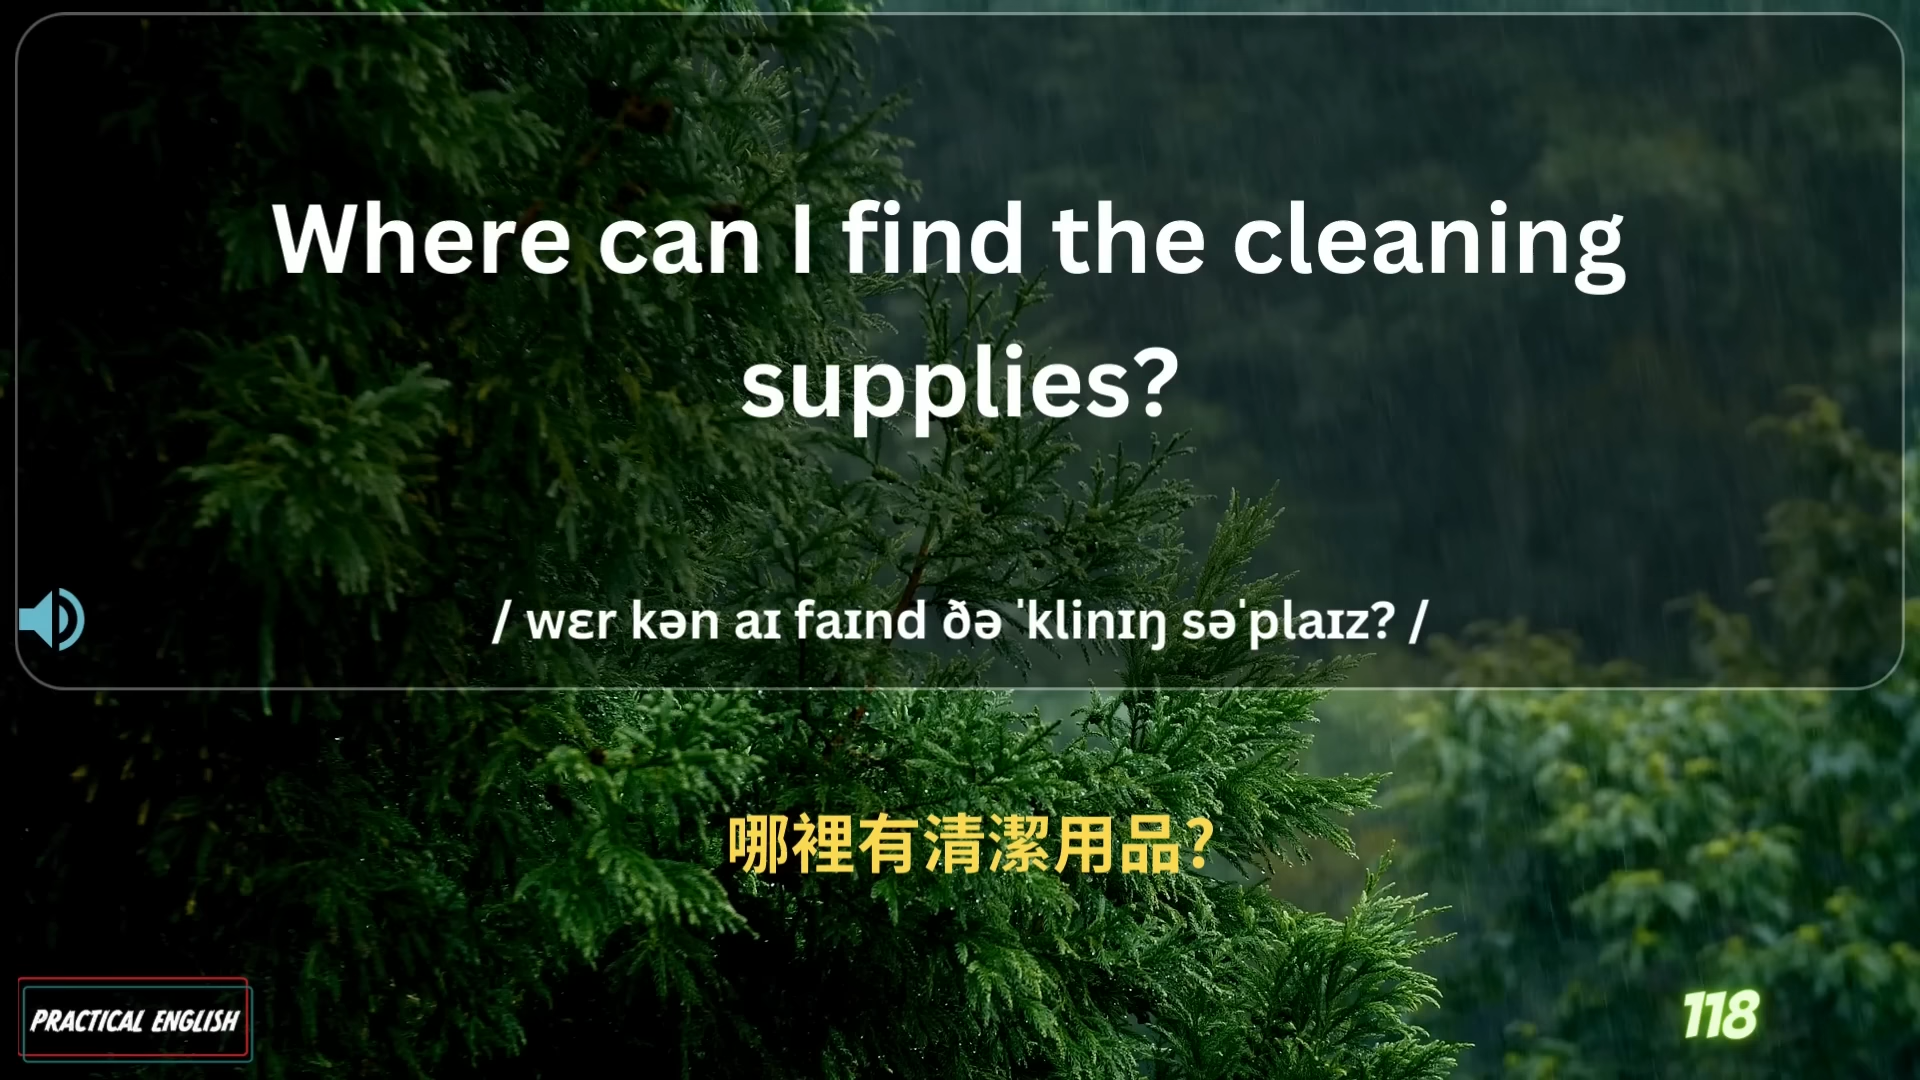 Where can I find the cleaning
supplies?
/ wɛr kən aɪ faɪnd ðə ˈklinɪŋ səˈplaɪz? /
哪裡有清潔用品?
PRACTICAL ENGLISH
118